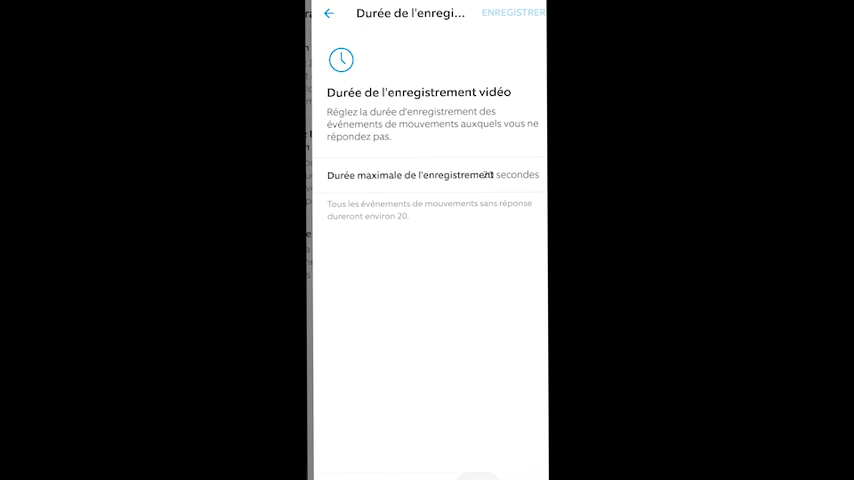 Durée de l'enregi...
ENREGISTRER
Durée de l'enregistrement vidéo
Réglez la durée d'enregistrement des
événements de mouvements auxquels vous ne
répondez pas.
Durée maximale de l'enregistrement 20 secondes
Tous les événements de mouvements sans réponse
dureront environ 20.